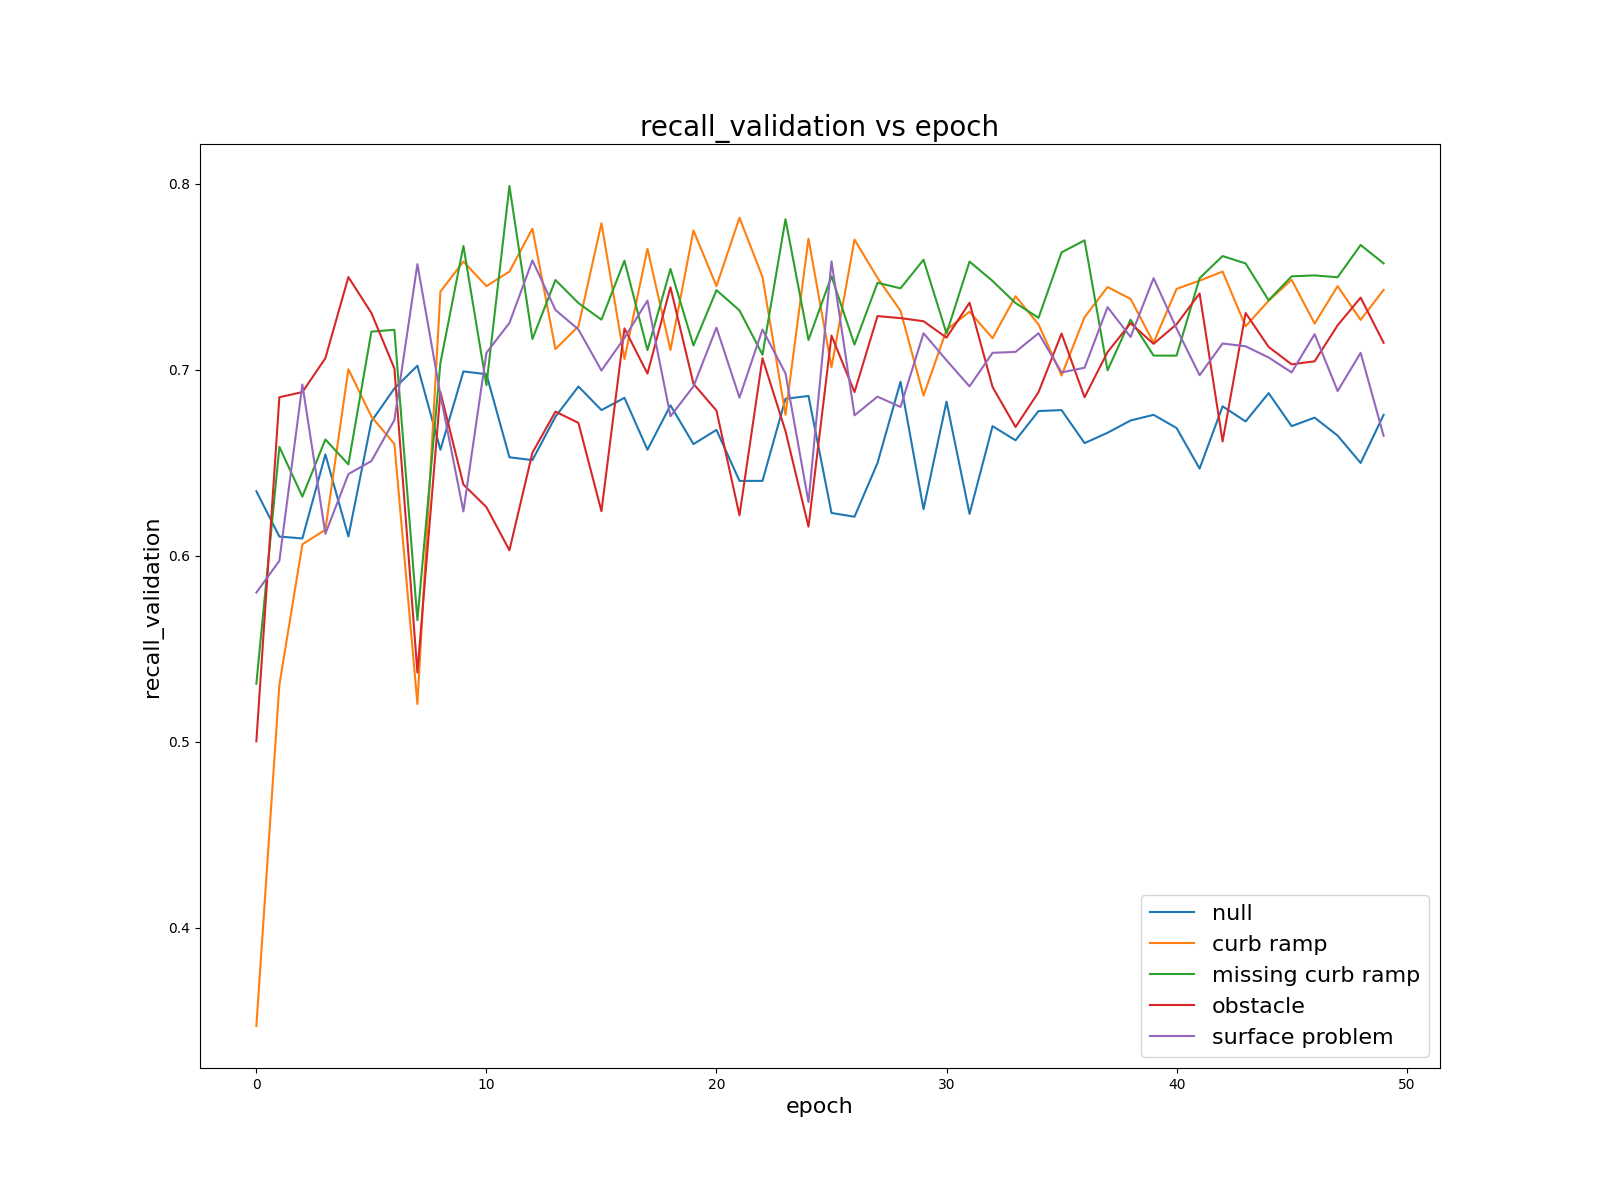 recall_validation vs epoch
0.8
0.7
0.6
0.5
0.4
recall_validation
0 10 20 30 40 50
epoch
null
curb ramp
missing curb ramp
obstacle
surface problem